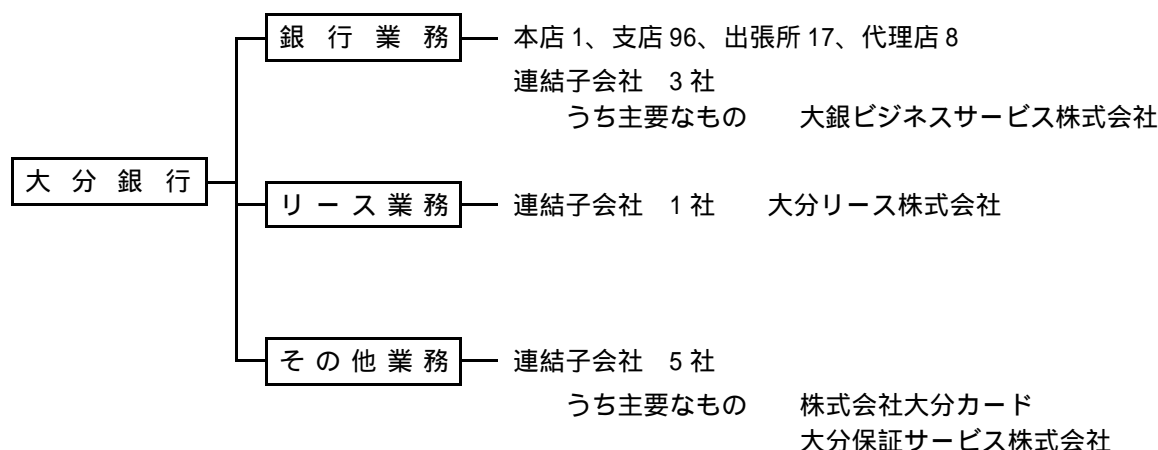 銀行業務 本店1、支店96、出張所17、代理店8
連結子会社 3社
うち主要なもの 大銀ビジネスサービス株式会社
大分銀行
リース業務 連結子会社 1社 大分リース株式会社
その他業務 連結子会社 5社
うち主要なもの 株式会社大分カード
大分保証サービス株式会社